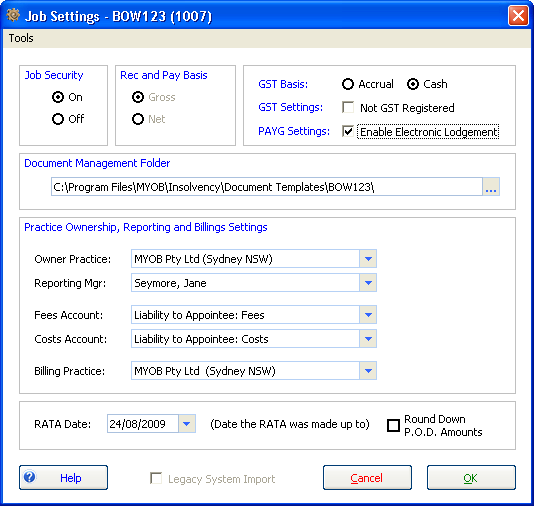 Job Settings - BOW123 (1007)
Tools
Job Security
On
Off
Rec and Pay Basis
Gross
Net
GST Basis: Accrual Cash
GST Settings: Not GST Registered
PAYG Settings: Enable Electronic Lodgement
Document Management Folder
C:\Program Files\MYOB\Insolvency\Document Templates\BOW123\ ...
Practice Ownership, Reporting and Billings Settings
Owner Practice: MYOB Pty Ltd (Sydney NSW)
Reporting Mgr: Seymore, Jane
Fees Account: Liability to Appointee: Fees
Costs Account: Liability to Appointee: Costs
Billing Practice: MYOB Pty Ltd (Sydney NSW)
RATA Date: 24/08/2009 (Date the RATA was made up to)
Round Down
P.O.D. Amounts
Help Legacy System Import Cancel OK